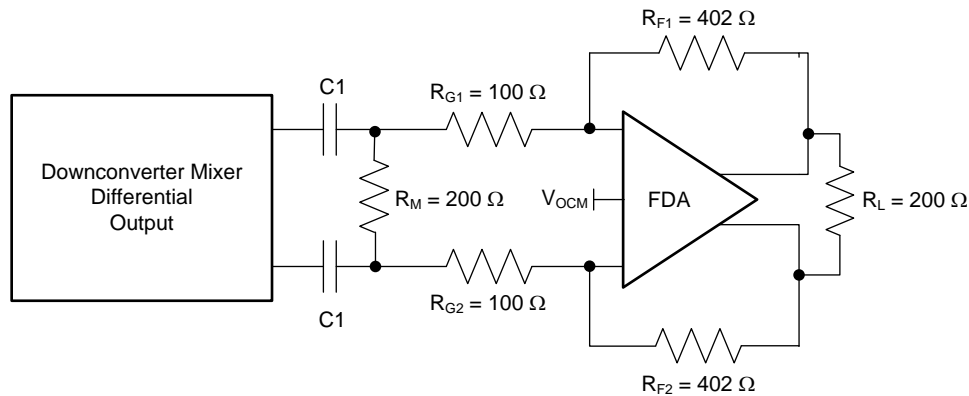 R_F1 = 402 Ω
C1
R_G1 = 100 Ω
Downconverter Mixer
Differential
Output
R_M = 200 Ω
V_OCM
FDA
R_L = 200 Ω
C1
R_G2 = 100 Ω
R_F2 = 402 Ω